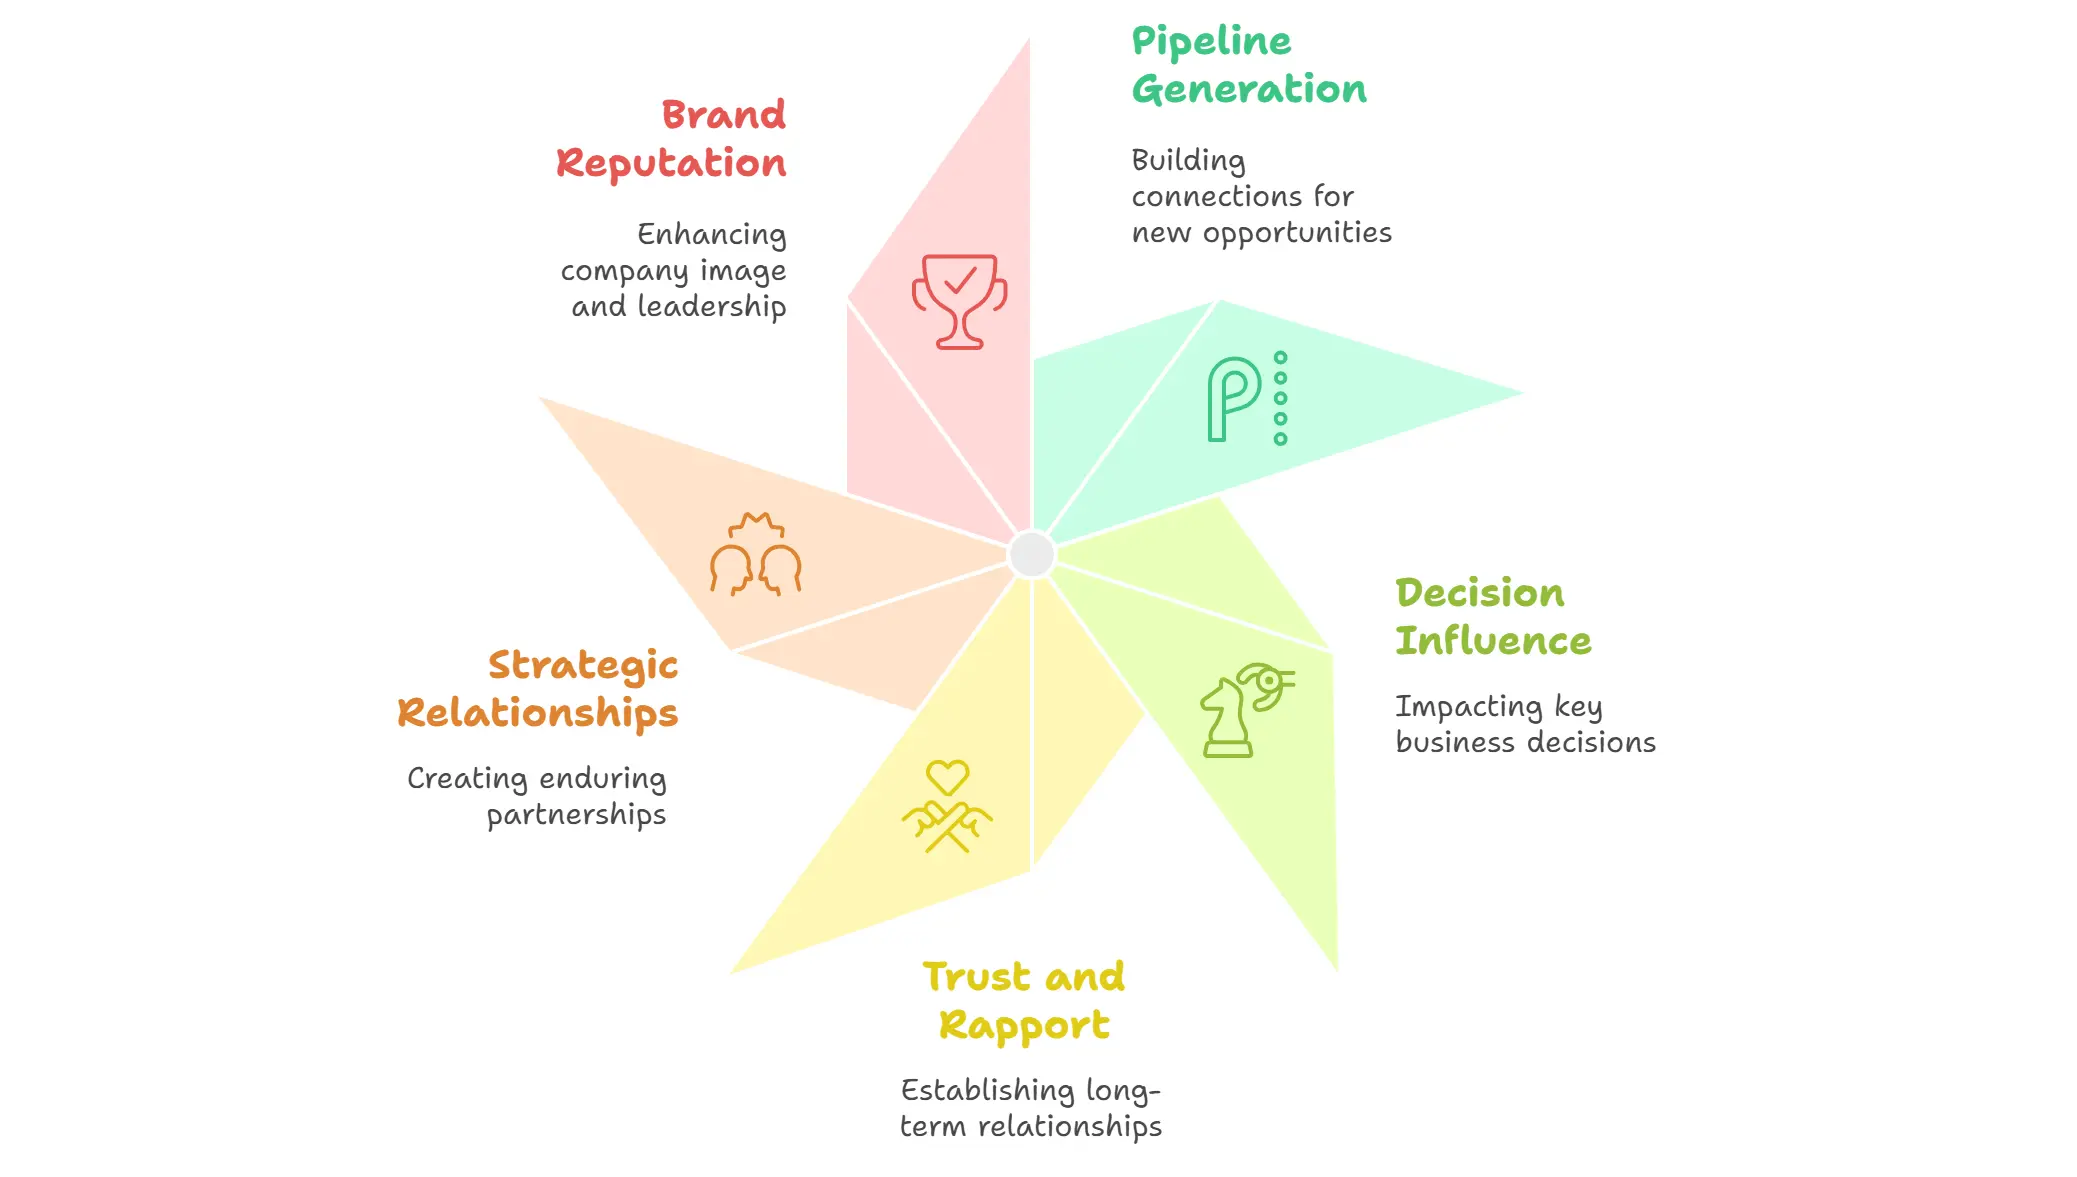 Pipeline
Generation
Building
connections for
new opportunities
Brand
Reputation
Enhancing
company image
and leadership
Decision
Influence
Impacting key
business decisions
Strategic
Relationships
Creating enduring
partnerships
Trust and
Rapport
Establishing long-
term relationships